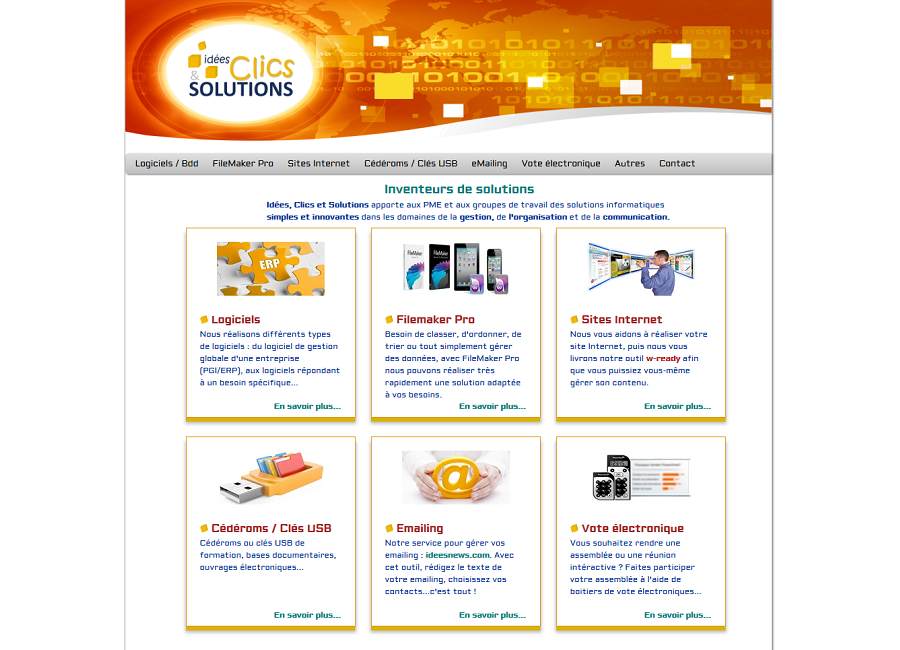 idées
Clics
&
SOLUTIONS
Logiciels / Bdd FileMaker Pro Sites Internet Cédéroms / Clés USB eMailing Vote électronique Autres Contact
Inventeurs de solutions
Idées, Clics et Solutions apporte aux PME et aux groupes de travail des solutions informatiques
simples et innovantes dans les domaines de la gestion, de l'organisation et de la communication.
ERP
Logiciels
Nous réalisons différents types
de logiciels : du logiciel de gestion
globale d'une entreprise
(PGI/ERP), aux logiciels répondant
à un besoin spécifique...
En savoir plus...
FileMaker
FileMaker
Filemaker Pro
Besoin de classer, d'ordonner, de
trier ou tout simplement gérer
des données, avec FileMaker Pro
nous pouvons réaliser très
rapidement une solution adaptée
à vos besoins.
En savoir plus...
Sites Internet
Nous vous aidons à réaliser votre
site Internet, puis nous vous
livrons notre outil w-ready afin
que vous puissiez vous-même
gérer son contenu.
En savoir plus...
Cédéroms / Clés USB
Cédéroms ou clés USB de
formation, bases documentaires,
ouvrages électroniques...
En savoir plus...
@
Emailing
Notre service pour gérer vos
emailing : ideesnews.com. Avec
cet outil, rédigez le texte de
votre emailing, choisissez vos
contacts...c'est tout !
En savoir plus...
Vote électronique
Vous souhaitez rendre une
assemblée ou une réunion
intéractive ? Faites participer
votre assemblée à l'aide de
boitiers de vote électroniques...
En savoir plus...